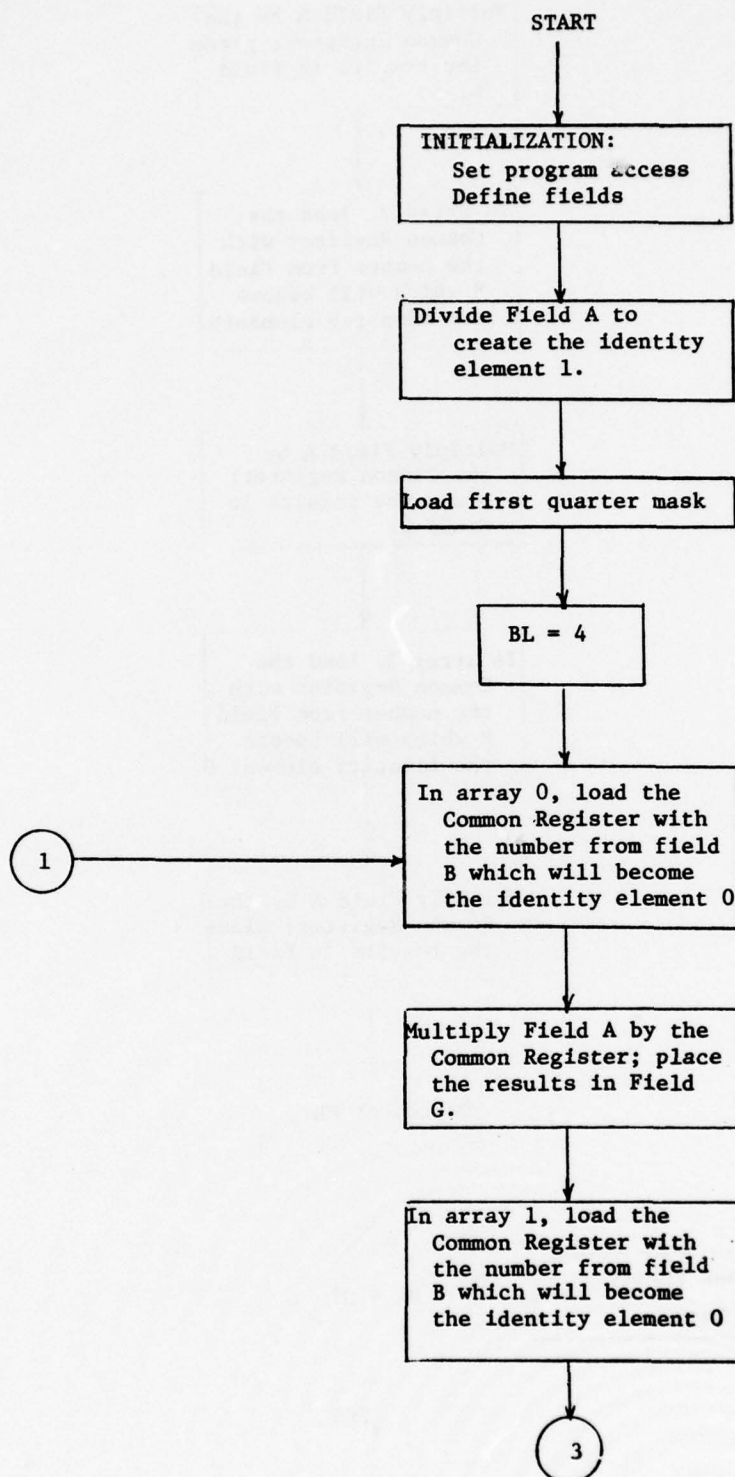 START
INITIALIZATION:
Set program access
Define fields
Divide Field A to
create the identity
element 1.
Load first quarter mask
BL = 4
In array 0, load the
Common Register with
the number from field
B which will become
the identity element 0
1
Multiply Field A by the
Common Register; place
the results in Field
G.
In array 1, load the
Common Register with
the number from field
B which will become
the identity element 0
3